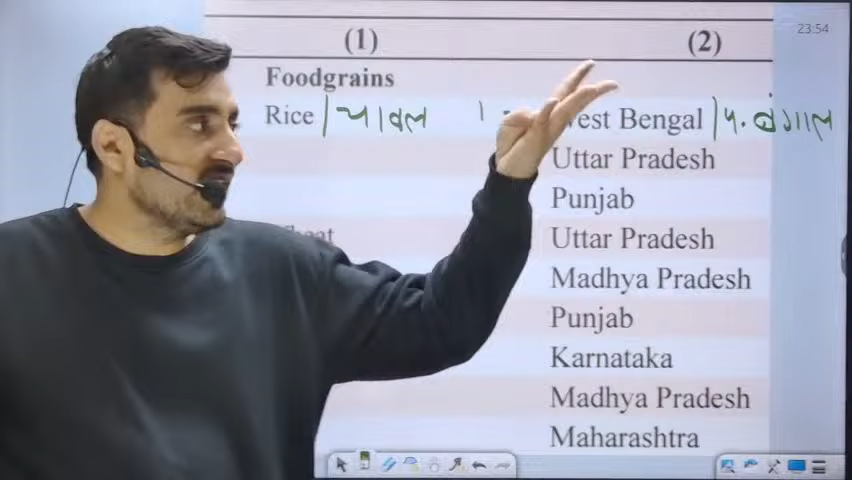 23:54
(1) (2)
Foodgrains
Rice | चावल West Bengal | प. बंगाल
Uttar Pradesh
Punjab
Uttar Pradesh
Madhya Pradesh
Punjab
Karnataka
Madhya Pradesh
Maharashtra